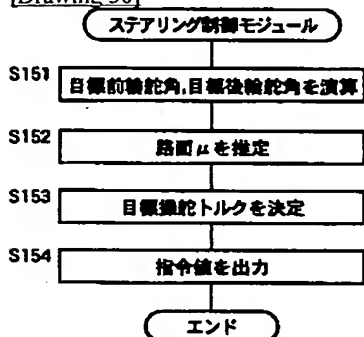 [Drawing 30]
ステアリング制御モジュール
S151
目標前輪舵角,目標後輪舵角を演算
S152
路面μを推定
S153
目標操舵トルクを決定
S154
指令値を出力
エンド